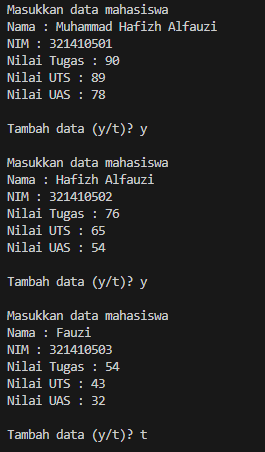 Masukkan data mahasiswa
Nama : Muhammad Hafizh Alfauzi
NIM : 321410501
Nilai Tugas : 90
Nilai UTS : 89
Nilai UAS : 78
Tambah data (y/t)? y
Masukkan data mahasiswa
Nama : Hafizh Alfauzi
NIM : 321410502
Nilai Tugas : 76
Nilai UTS : 65
Nilai UAS : 54
Tambah data (y/t)? y
Masukkan data mahasiswa
Nama : Fauzi
NIM : 321410503
Nilai Tugas : 54
Nilai UTS : 43
Nilai UAS : 32
Tambah data (y/t)? t